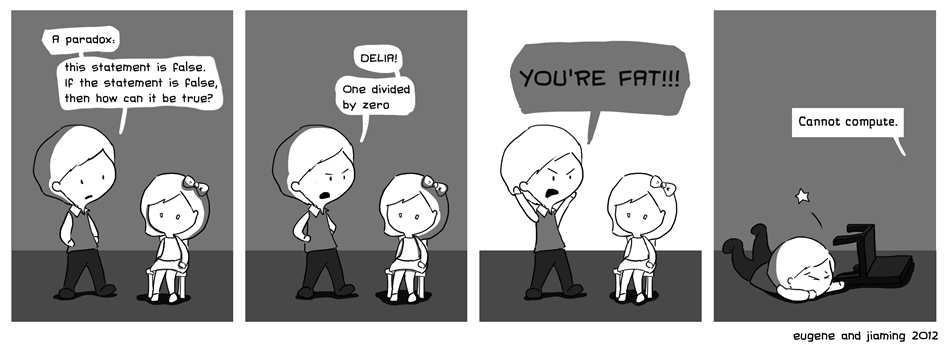 A paradox:
this statement is false.
If the statement is false,
then how can it be true?
DELIA!
One divided
by zero
YOU'RE FAT!!!
Cannot compute.
eugene and jiaming 2012